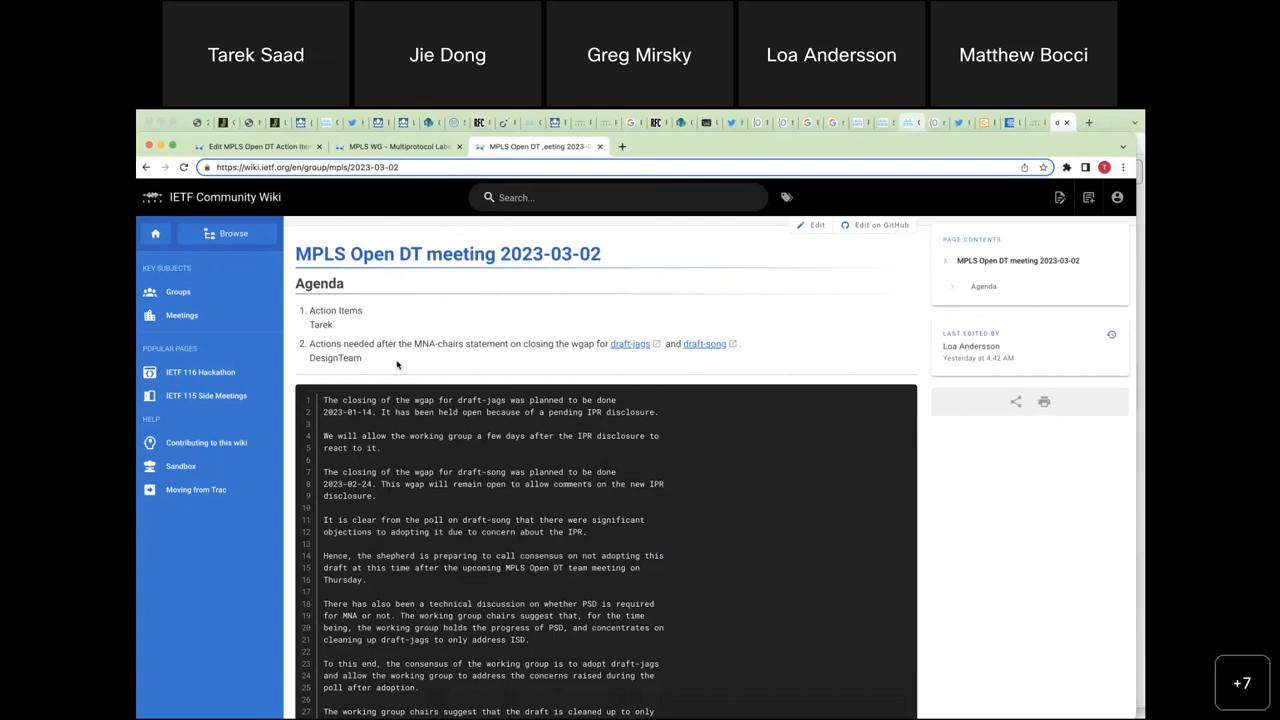 Tarek Saad
Jie Dong
Greg Mirsky
Loa Andersson
Matthew Bocci
Edit MPLS Open DT Action Iten
MPLS WG - Multiprotocol Labe
MPLS Open DT ,eeting 2023-0
https://wiki.ietf.org/en/group/mpls/2023-03-02
T
IETF Community Wiki
Search...
Browse
KEY SUBJECTS
Groups
Meetings
POPULAR PAGES
IETF 116 Hackathon
IETF 115 Side Meetings
HELP
Contributing to this wiki
Sandbox
Moving from Trac
Edit
Edit on GitHub
MPLS Open DT meeting 2023-03-02
Agenda
1. Action Items
Tarek
2. Actions needed after the MNA-chairs statement on closing the wgap for draft-jags and draft-song .
DesignTeam
1 The closing of the wgap for draft-jags was planned to be done
2 2023-01-14. It has been held open because of a pending IPR disclosure.
3
4 We will allow the working group a few days after the IPR disclosure to
5 react to it.
6
7 The closing of the wgap for draft-song was planned to be done
8 2023-02-24. This wgap will remain open to allow comments on the new IPR
9 disclosure.
10
11 It is clear from the poll on draft-song that there were significant
12 objections to adopting it due to concern about the IPR.
13
14 Hence, the shepherd is preparing to call consensus on not adopting this
15 draft at this time after the upcoming MPLS Open DT team meeting on
16 Thursday.
17
18 There has also been a technical discussion on whether PSD is required
19 for MNA or not. The working group chairs suggest that, for the time
20 being, the working group holds the progress of PSD, and concentrates on
21 cleaning up draft-jags to only address ISD.
22
23 To this end, the consensus of the working group is to adopt draft-jags
24 and allow the working group to address the concerns raised during the
25 poll after adoption.
26
27 The working group chairs suggest that the draft is cleaned up to only
PAGE CONTENTS
MPLS Open DT meeting 2023-03-02
Agenda
LAST EDITED BY
Loa Andersson
Yesterday at 4:42 AM
+7